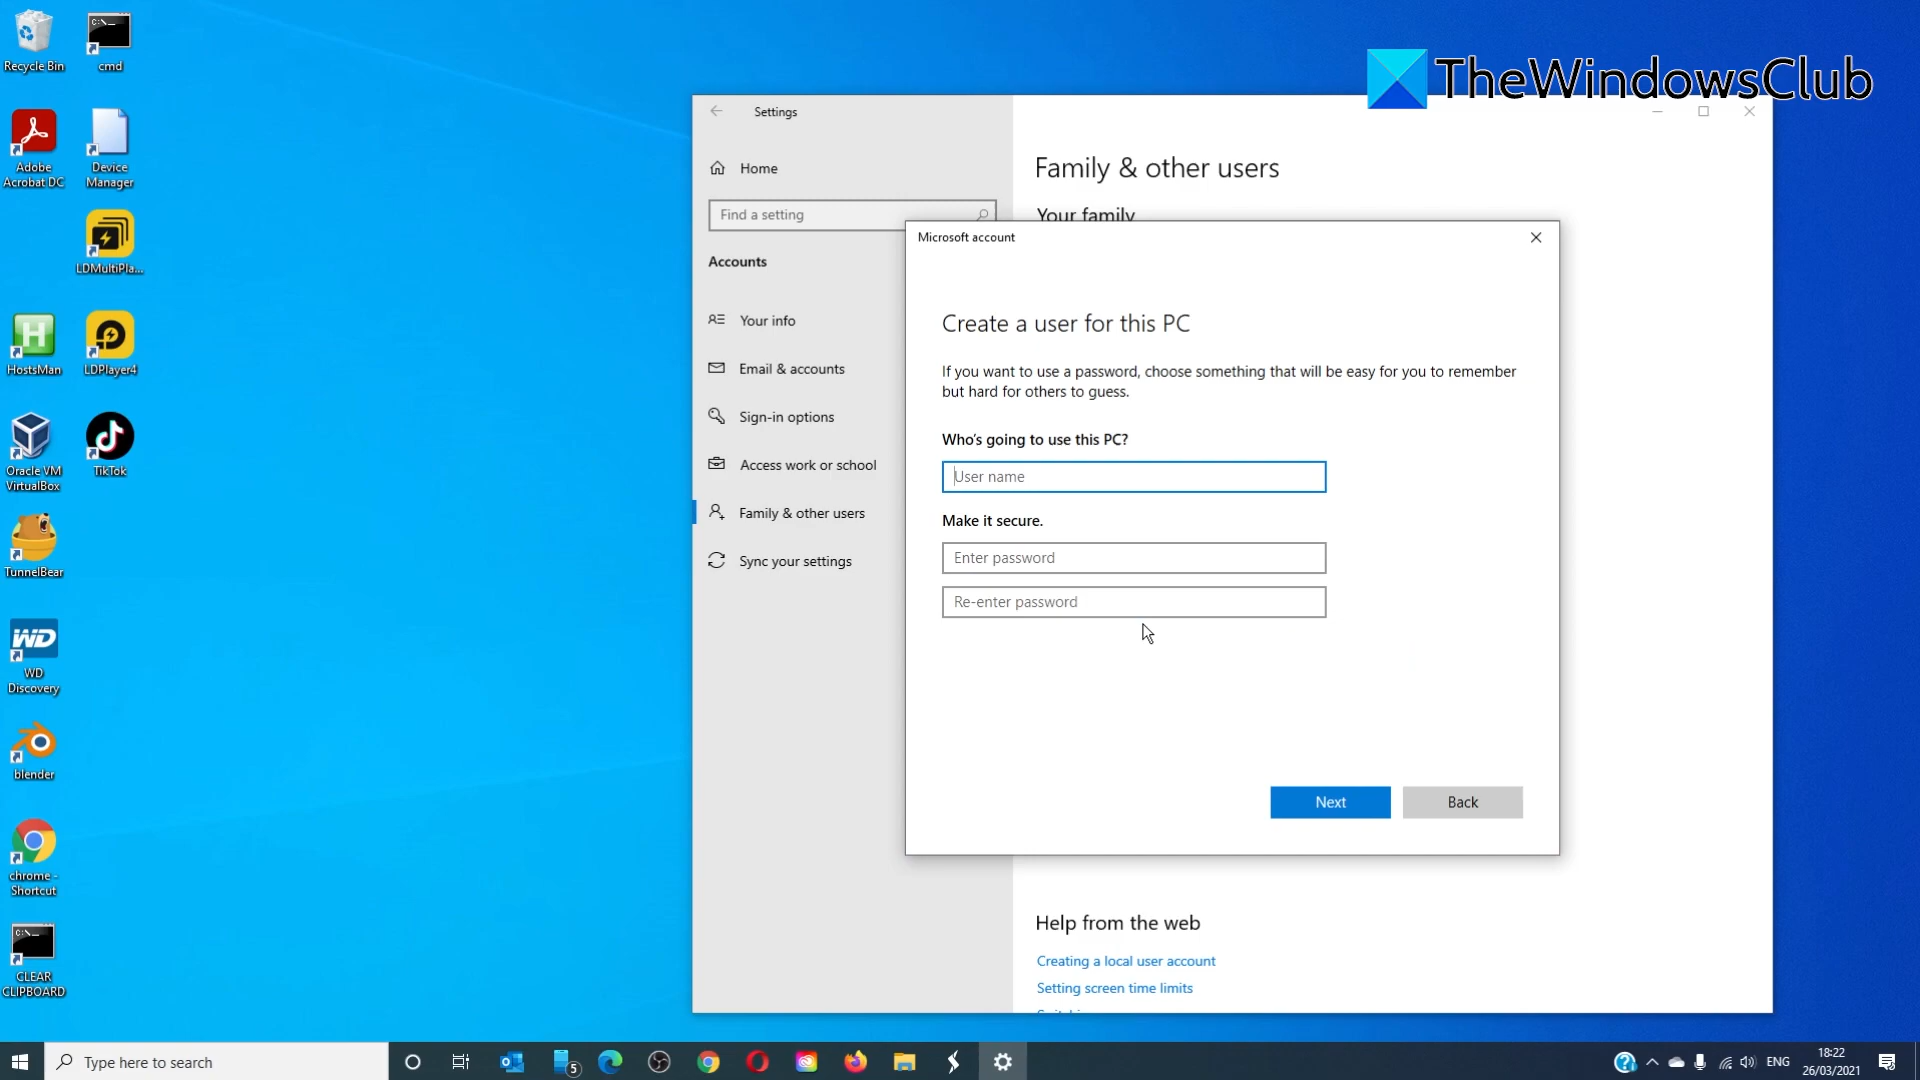 Recycle Bin
cmd
Adobe
Acrobat DC
Device
Manager
LDMultiPla...
HostsMan
LDPlayer4
Oracle VM
VirtualBox
TikTok
TunnelBear
WD
WD
Discovery
blender
chrome -
Shortcut
CLEAR
CLIPBOARD
TheWindowsClub
Settings
Home
Find a setting
Accounts
Your info
Email & accounts
Sign-in options
Access work or school
Family & other users
Sync your settings
Family & other users
Your family
Microsoft account
Create a user for this PC
If you want to use a password, choose something that will be easy for you to remember
but hard for others to guess.
Who's going to use this PC?
User name
Make it secure.
Enter password
Re-enter password
Next
Back
Help from the web
Creating a local user account
Setting screen time limits
Type here to search
5
ENG
18:22
26/03/2021